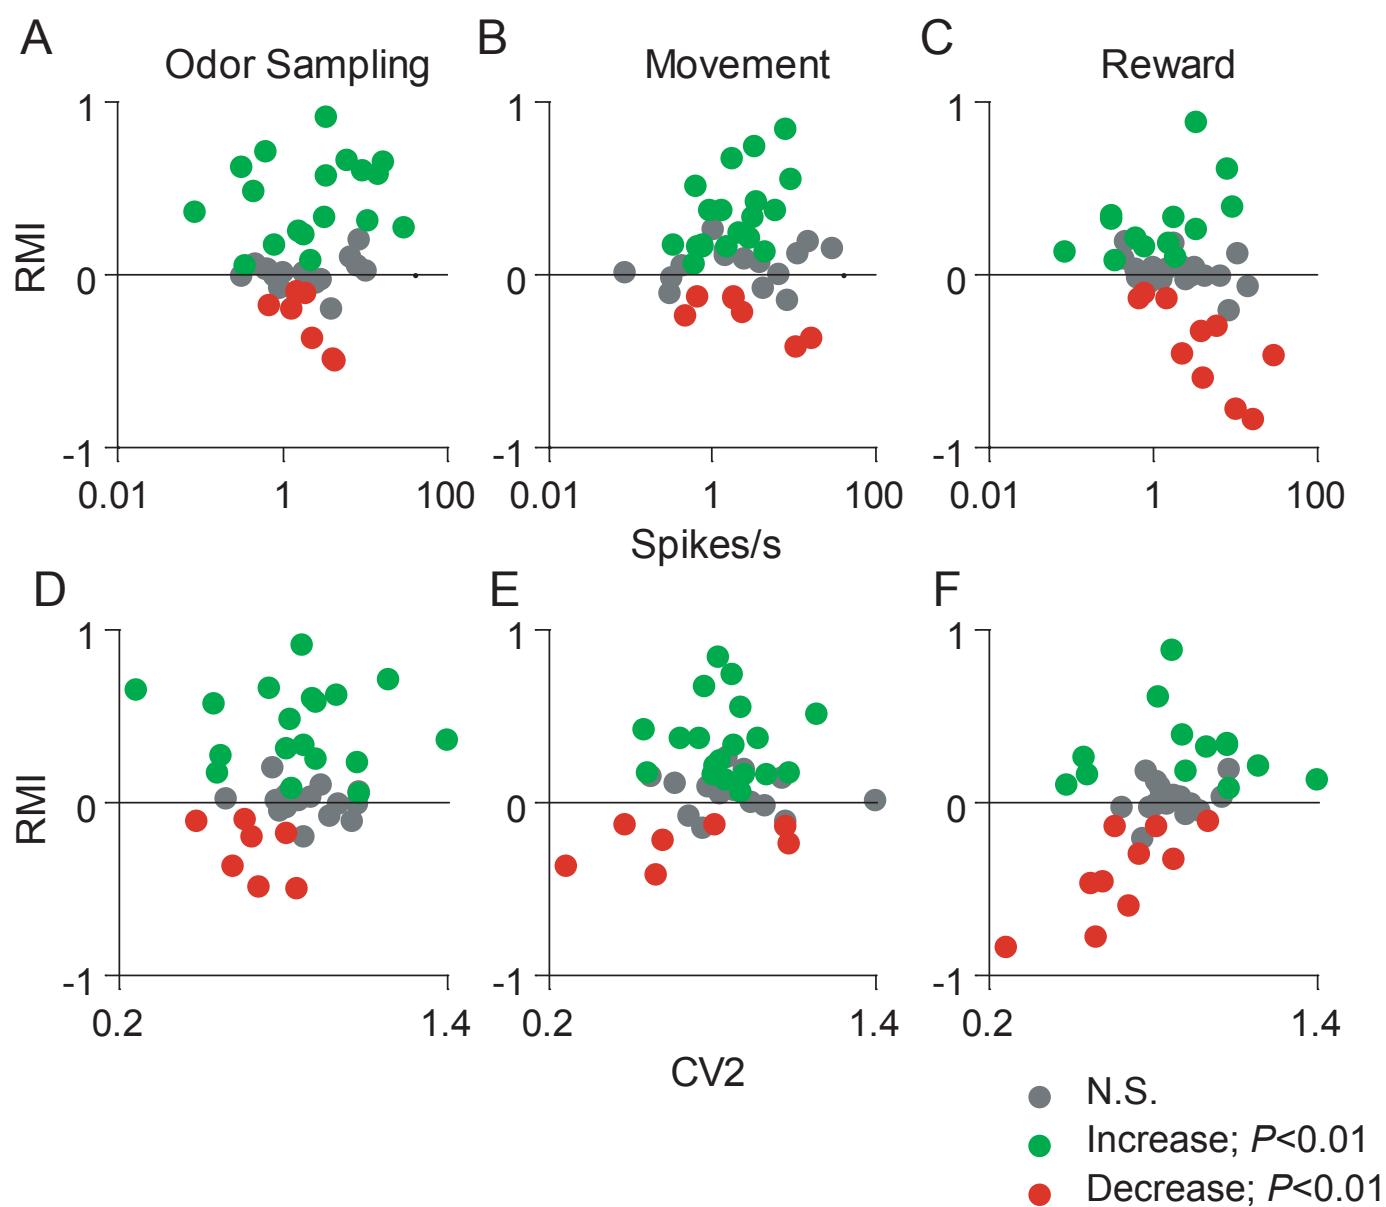 A
B
C
Odor Sampling
Movement
Reward
1
1
1
RMI
0
0
0
-1
-1
-1
0.01
1
100
0.01
1
100
0.01
1
100
Spikes/s
D
E
F
1
1
1
RMI
0
0
0
-1
-1
-1
0.2
1.4
0.2
1.4
0.2
1.4
CV2
N.S.
Increase; P<0.01
Decrease; P<0.01